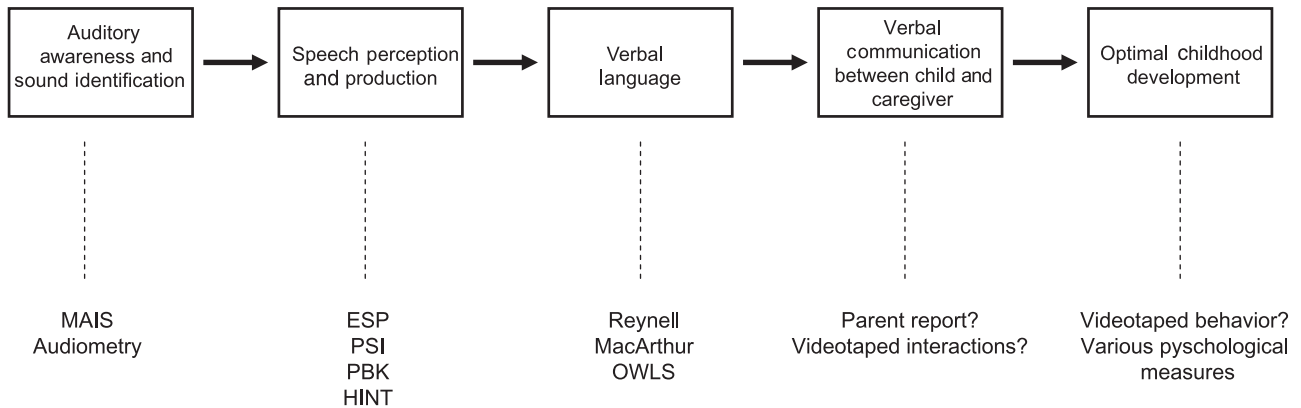 Auditory
awareness and
sound identification
Speech perception
and production
Verbal
language
Verbal
communication
between child and
caregiver
Optimal childhood
development
MAIS
Audiometry
ESP
PSI
PBK
HINT
Reynell
MacArthur
OWLS
Parent report?
Videotaped interactions?
Videotaped behavior?
Various pyschological
measures